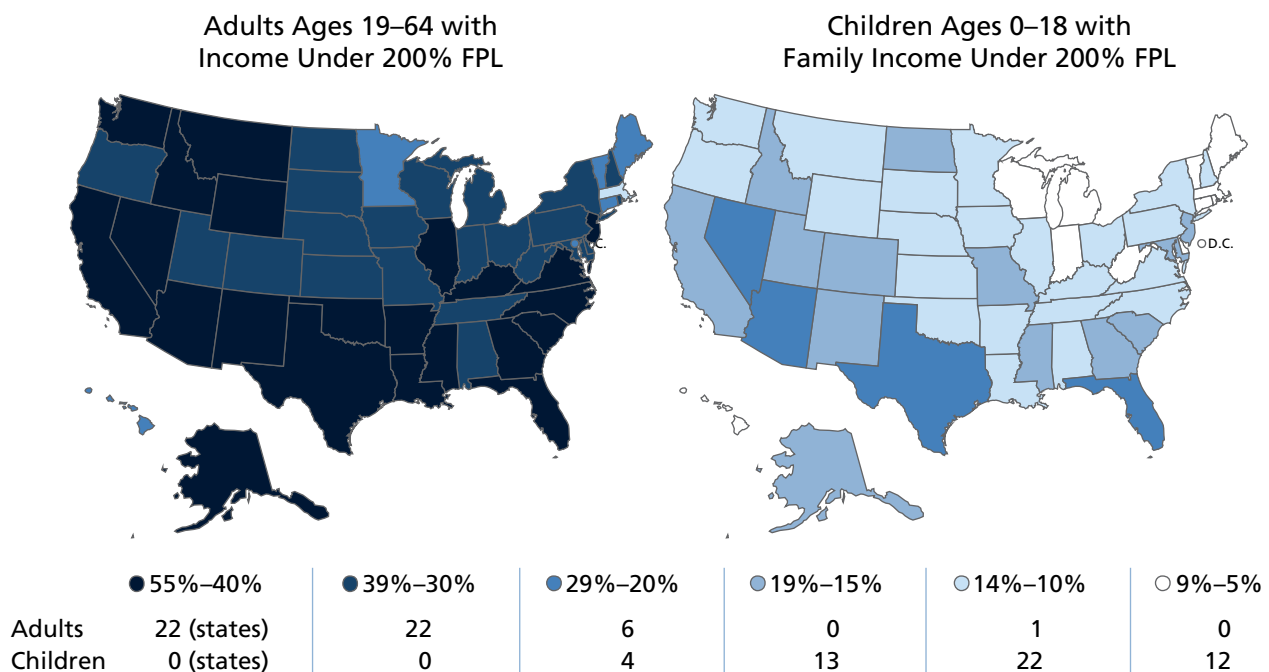 Adults Ages 19–64 with
Income Under 200% FPL
Children Ages 0–18 with
Family Income Under 200% FPL
C.
D.C.
55%–40% 39%–30% 29%–20% 19%–15% 14%–10% 9%–5%
Adults 22 (states) 22 6 0 1 0
Children 0 (states) 0 4 13 22 12